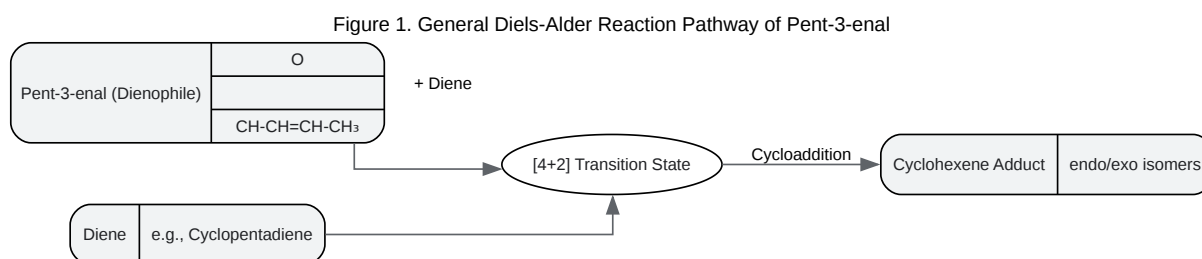 Figure 1. General Diels-Alder Reaction Pathway of Pent-3-enal
Pent-3-enal (Dienophile)
O
CH-CH=CH-CH₃
+ Diene
[4+2] Transition State
Cycloaddition
Cyclohexene Adduct
endo/exo isomers
Diene
e.g., Cyclopentadiene